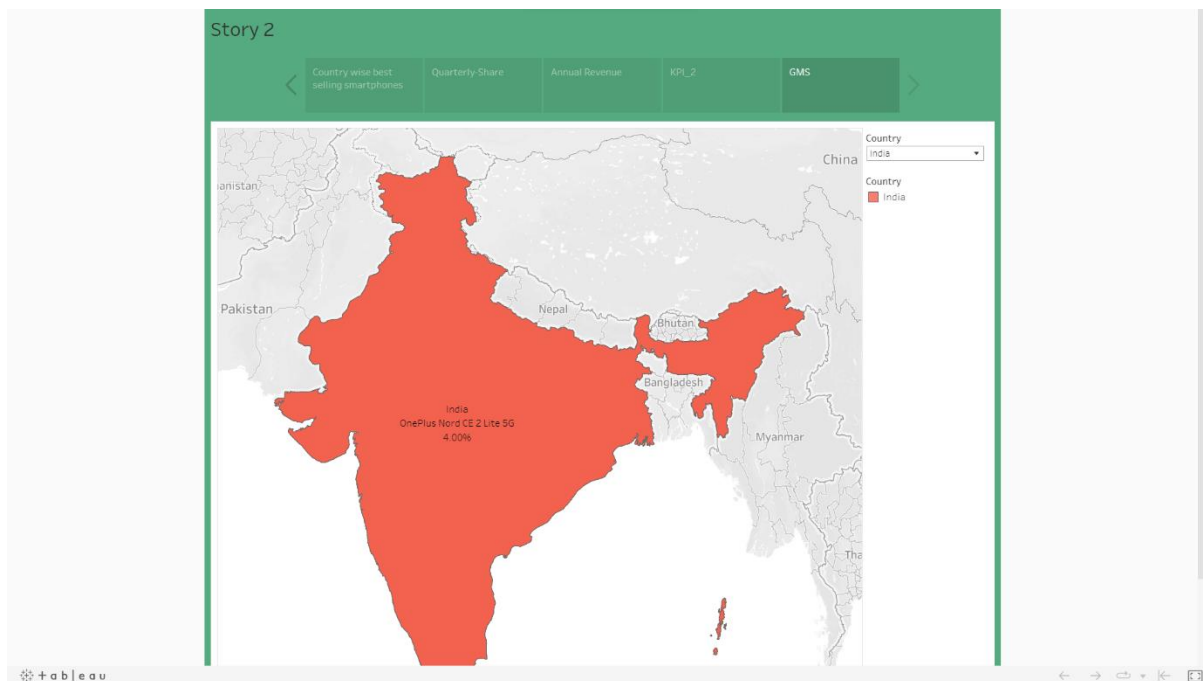 Story 2
Country wise best
selling smartphones
Quarterly-Share
Annual Revenue
KPI_2
GMS
Country
India
Country
India
China
anistan
Pakistan
Nepal
Bhutan
Bangladesh
Myanmar
Tha
India
OnePlus Nord CE 2 Lite 5G
4.00%
+ a b | e a u